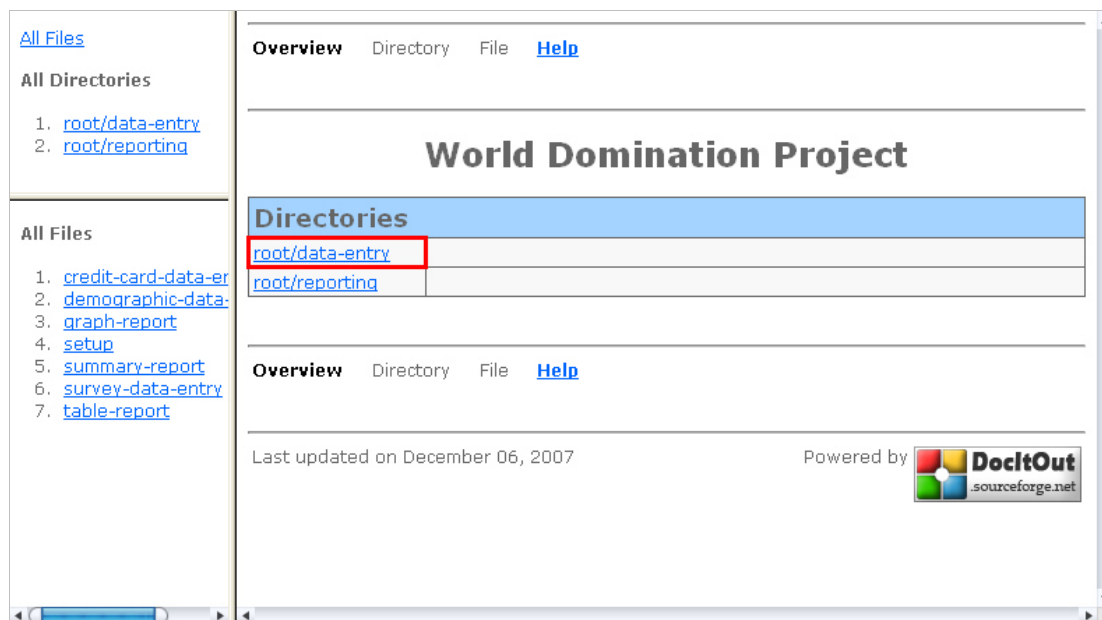 All Files
All Directories
1. root/data-entry
2. root/reporting
All Files
1. credit-card-data-er
2. demographic-data-
3. graph-report
4. setup
5. summary-report
6. survey-data-entry
7. table-report
Overview Directory File Help
World Domination Project
Directories
root/data-entry
root/reporting
Overview Directory File Help
Last updated on December 06, 2007 Powered by DocItOut
.sourceforge.net